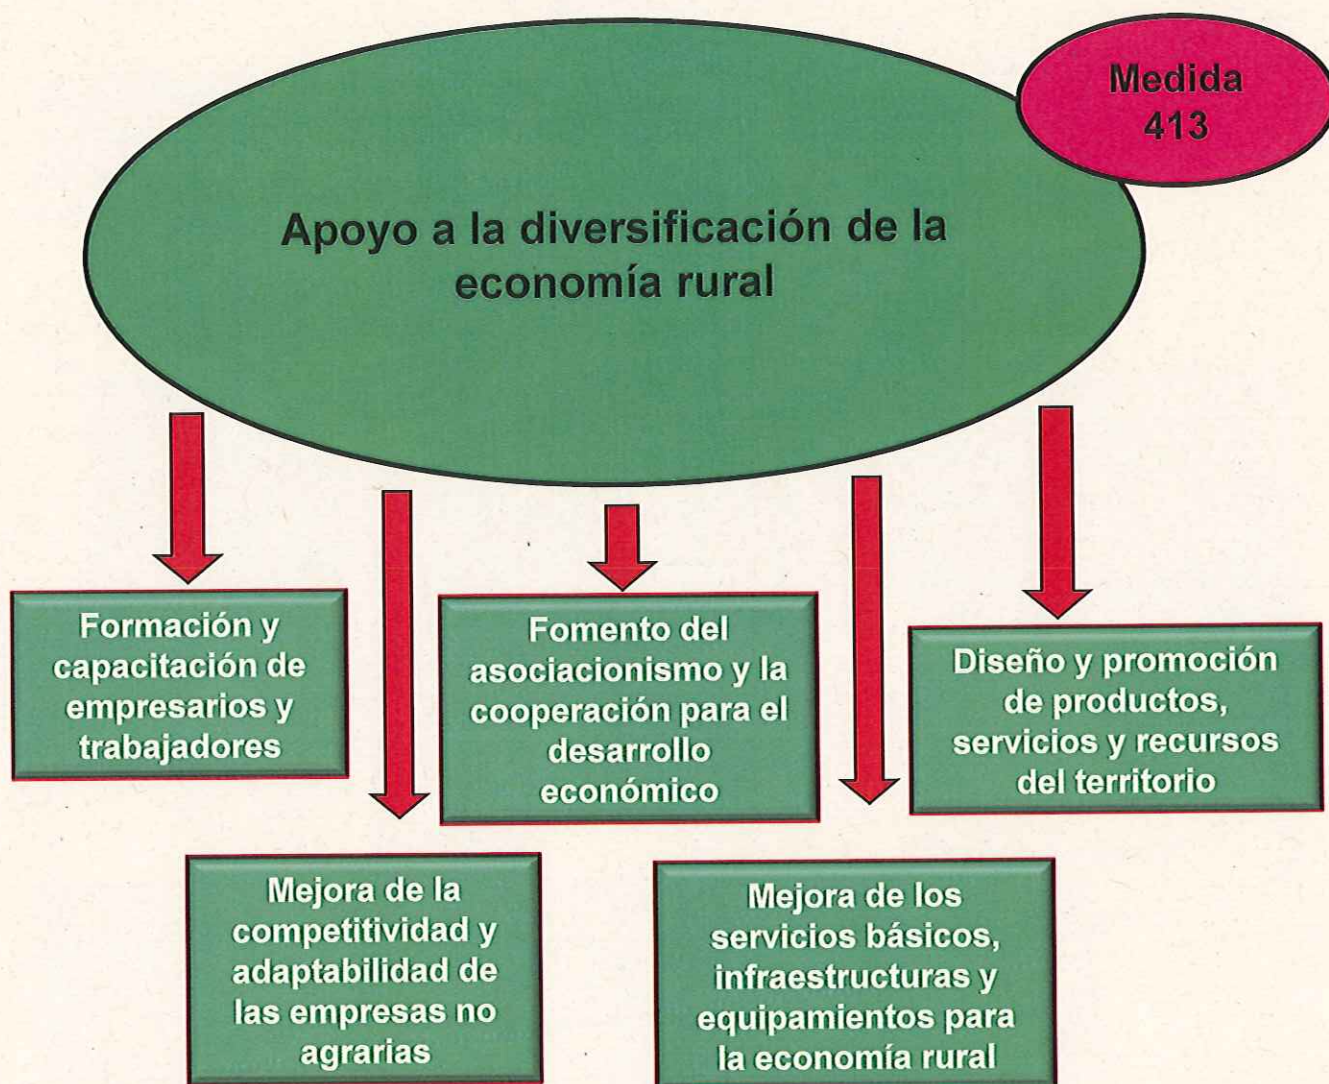 Medida
413
Apoyo a la diversificación de la
economía rural
Formación y
capacitación de
empresarios y
trabajadores
Mejora de la
competitividad y
adaptabilidad de
las empresas no
agrarias
Fomento del
asociacionismo y la
cooperación para el
desarrollo
económico
Mejora de los
servicios básicos,
infraestructuras y
equipamientos para
la economía rural
Diseño y promoción
de productos,
servicios y recursos
del territorio